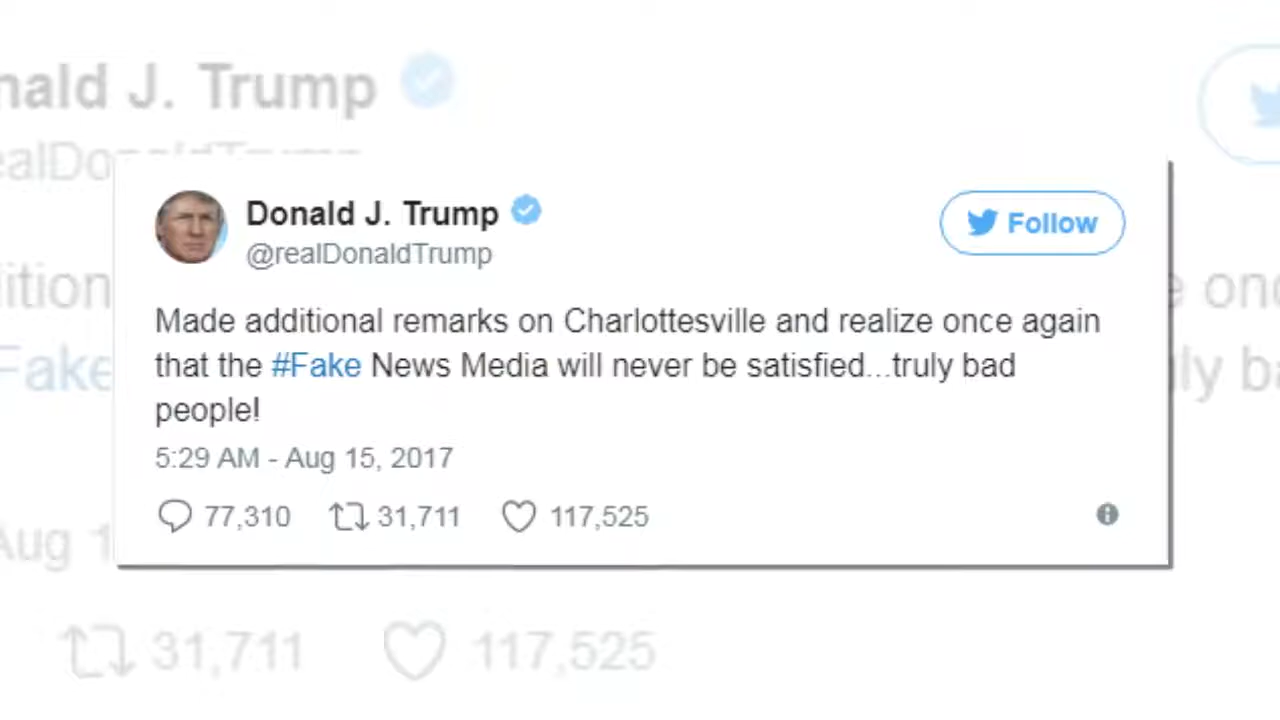 nald J. Trump
Donald J. Trump
Follow
@realDonaldTrump
Made additional remarks on Charlottesville and realize once again
that the #Fake News Media will never be satisfied...truly bad
people!
5:29 AM - Aug 15, 2017
77,310 31,711 117,525
31,711 117,525